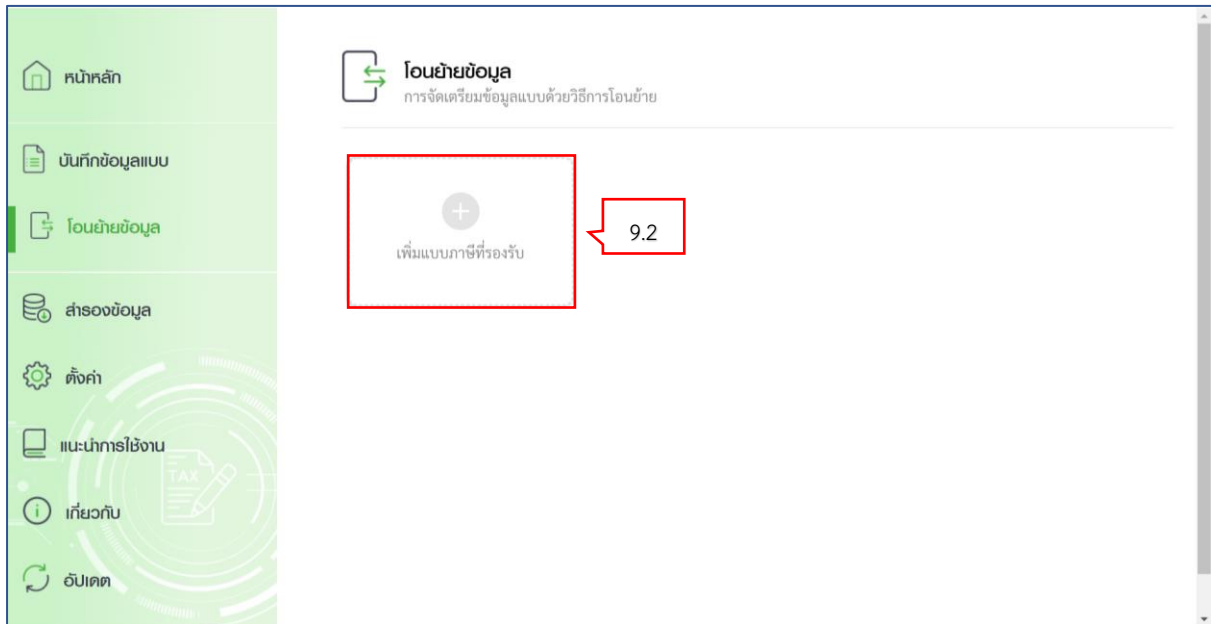 หน้าหลัก
บันทึกข้อมูลแบบ
โอนย้ายข้อมูล
สำรองข้อมูล
ตั้งค่า
แนะนำการใช้งาน
TAX
เกี่ยวกับ
อัปเดต
โอนย้ายข้อมูล
การจัดเตรียมข้อมูลแบบด้วยวิธีการโอนย้าย
เพิ่มแบบภาษีที่รองรับ
9.2